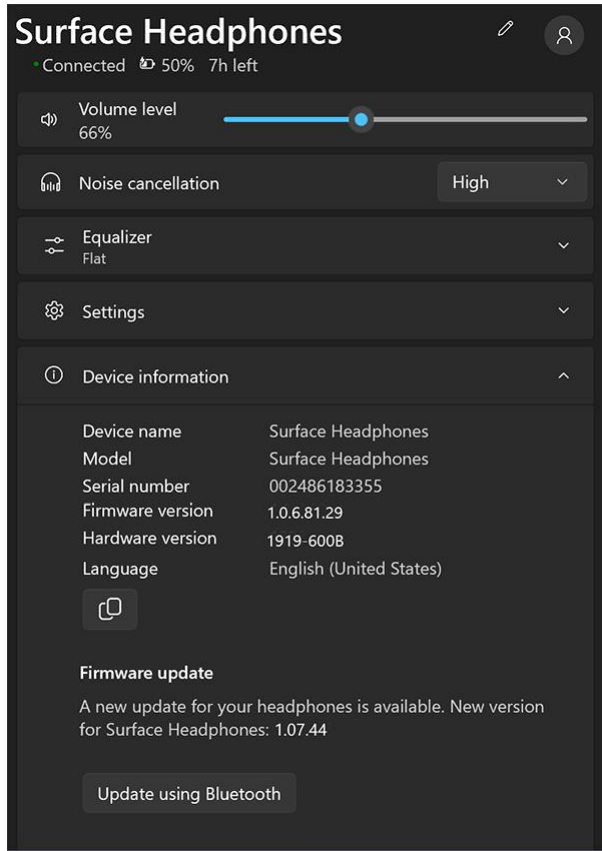 Surface Headphones
Connected 50% 7h left
Volume level
66%
Noise cancellation High
Equalizer
Flat
Settings
Device information
Device name Surface Headphones
Model Surface Headphones
Serial number 002486183355
Firmware version 1.0.6.81.29
Hardware version 1919-600B
Language English (United States)
Firmware update
A new update for your headphones is available. New version
for Surface Headphones: 1.07.44
Update using Bluetooth